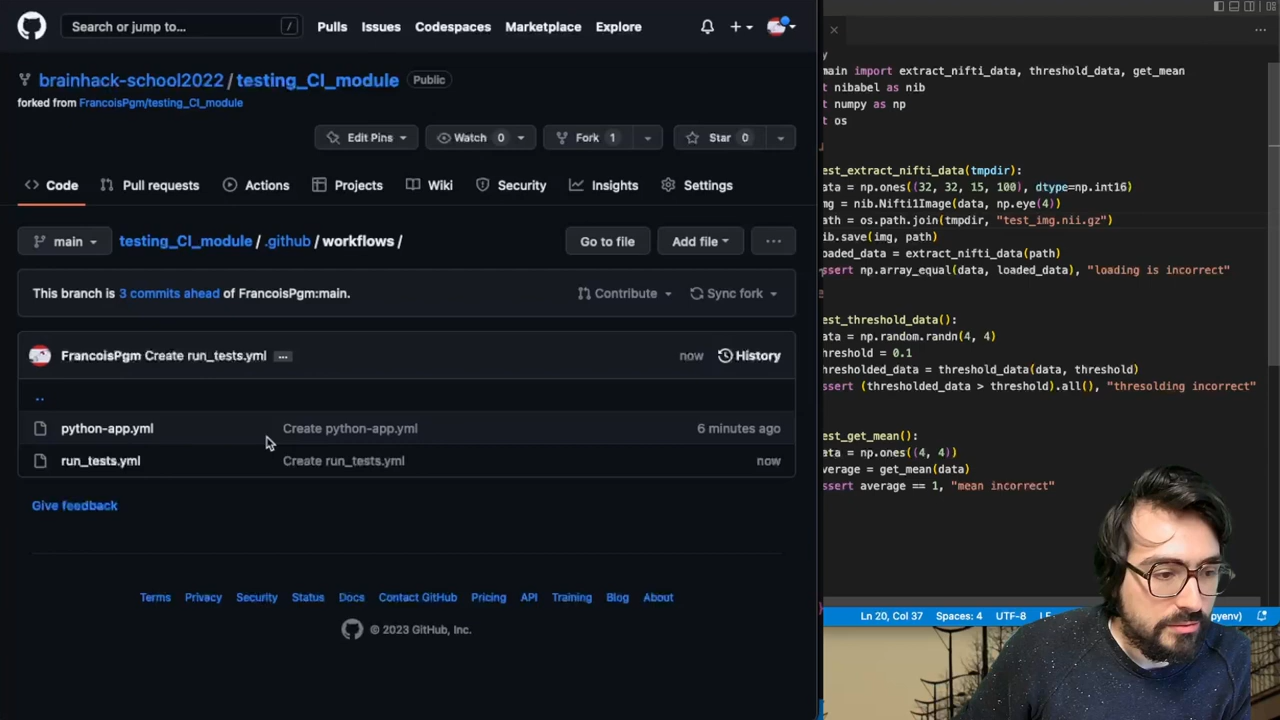 Search or jump to...
/
Pulls
Issues
Codespaces
Marketplace
Explore
brainhack-school2022 / testing_CI_module
Public
forked from FrancoisPgm/testing_CI_module
Edit Pins
Watch 0
Fork 1
Star 0
Code
Pull requests
Actions
Projects
Wiki
Security
Insights
Settings
main
testing_CI_module / .github / workflows /
Go to file
Add file
...
This branch is 3 commits ahead of FrancoisPgm:main.
Contribute
Sync fork
FrancoisPgm Create run_tests.yml ...
now
History
..
python-app.yml Create python-app.yml 6 minutes ago
run_tests.yml Create run_tests.yml now
Give feedback
Terms Privacy Security Status Docs Contact GitHub Pricing API Training Blog About
© 2023 GitHub, Inc.
y
main import extract_nifti_data, threshold_data, get_mean
t nibabel as nib
t numpy as np
t os
est_extract_nifti_data(tmpdir):
ata = np.ones((32, 32, 15, 100), dtype=np.int16)
mg = nib.Nifti1Image(data, np.eye(4))
ath = os.path.join(tmpdir, "test_img.nii.gz")
ib.save(img, path)
oaded_data = extract_nifti_data(path)
ssert np.array_equal(data, loaded_data), "loading is incorrect"
est_threshold_data():
ata = np.random.randn(4, 4)
hreshold = 0.1
hresholded_data = threshold_data(data, threshold)
ssert (thresholded_data > threshold).all(), "thresolding incorrect"
est_get_mean():
ata = np.ones((4, 4))
verage = get_mean(data)
ssert average == 1, "mean incorrect"
Ln 20, Col 37 Spaces: 4 UTF-8 pyenv)